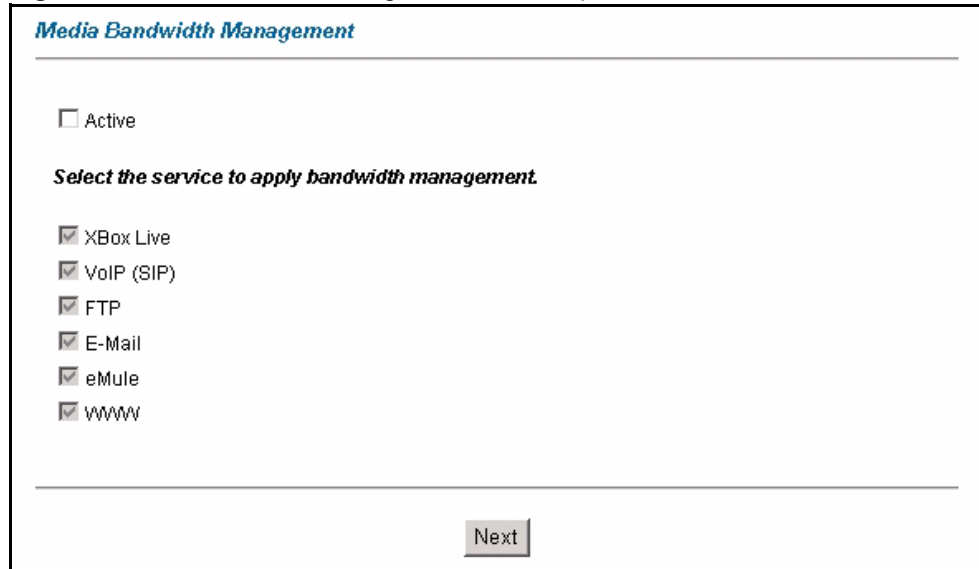 Media Bandwidth Management
Active
Select the service to apply bandwidth management.
XBox Live
VoIP (SIP)
FTP
E-Mail
eMule
WWW
Next